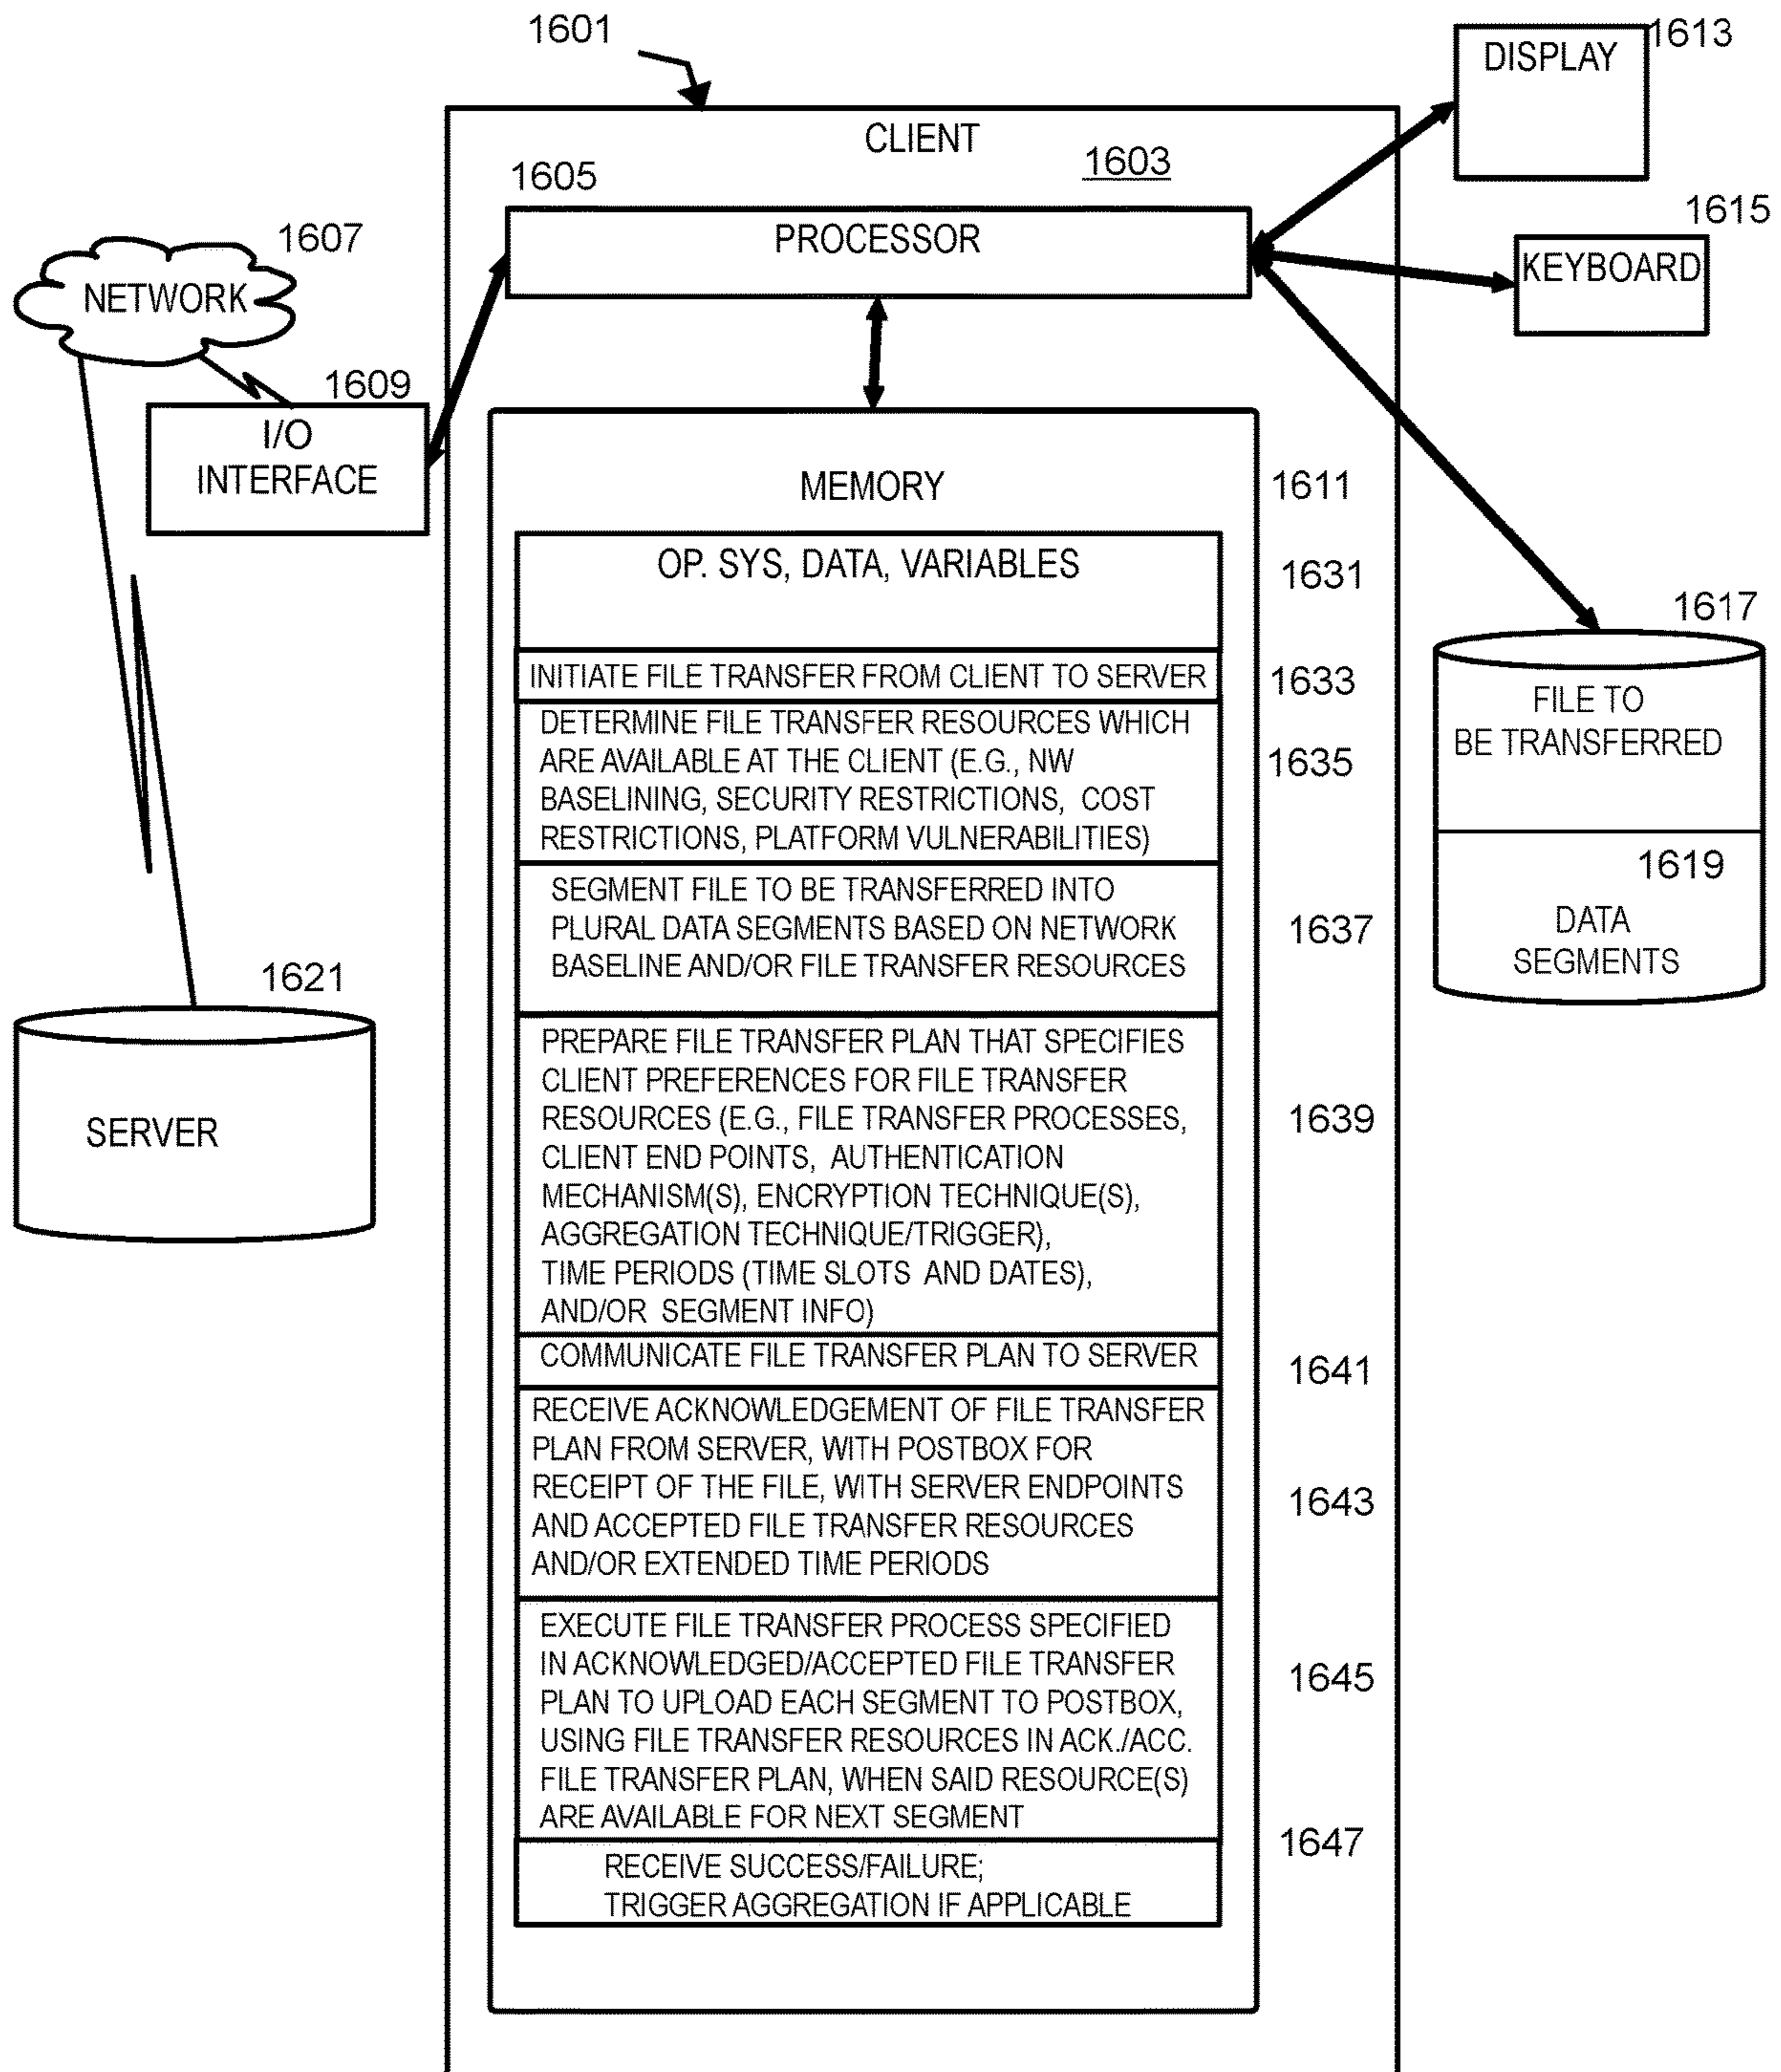 1601
1613
DISPLAY
CLIENT
1603
1605
PROCESSOR
1615
KEYBOARD
1607
NETWORK
1609
I/O
INTERFACE
MEMORY
1611
OP. SYS, DATA, VARIABLES
1631
INITIATE FILE TRANSFER FROM CLIENT TO SERVER
1633
DETERMINE FILE TRANSFER RESOURCES WHICH
ARE AVAILABLE AT THE CLIENT (E.G., NW
BASELINING, SECURITY RESTRICTIONS, COST
RESTRICTIONS, PLATFORM VULNERABILITIES)
1635
1617
FILE TO
BE TRANSFERRED
1619
DATA
SEGMENTS
SEGMENT FILE TO BE TRANSFERRED INTO
PLURAL DATA SEGMENTS BASED ON NETWORK
BASELINE AND/OR FILE TRANSFER RESOURCES
1637
1621
SERVER
PREPARE FILE TRANSFER PLAN THAT SPECIFIES
CLIENT PREFERENCES FOR FILE TRANSFER
RESOURCES (E.G., FILE TRANSFER PROCESSES,
CLIENT END POINTS, AUTHENTICATION
MECHANISM(S), ENCRYPTION TECHNIQUE(S),
AGGREGATION TECHNIQUE/TRIGGER),
TIME PERIODS (TIME SLOTS AND DATES),
AND/OR SEGMENT INFO)
1639
COMMUNICATE FILE TRANSFER PLAN TO SERVER
1641
RECEIVE ACKNOWLEDGEMENT OF FILE TRANSFER
PLAN FROM SERVER, WITH POSTBOX FOR
RECEIPT OF THE FILE, WITH SERVER ENDPOINTS
AND ACCEPTED FILE TRANSFER RESOURCES
AND/OR EXTENDED TIME PERIODS
1643
EXECUTE FILE TRANSFER PROCESS SPECIFIED
IN ACKNOWLEDGED/ACCEPTED FILE TRANSFER
PLAN TO UPLOAD EACH SEGMENT TO POSTBOX,
USING FILE TRANSFER RESOURCES IN ACK./ACC.
FILE TRANSFER PLAN, WHEN SAID RESOURCE(S)
ARE AVAILABLE FOR NEXT SEGMENT
1645
RECEIVE SUCCESS/FAILURE;
TRIGGER AGGREGATION IF APPLICABLE
1647